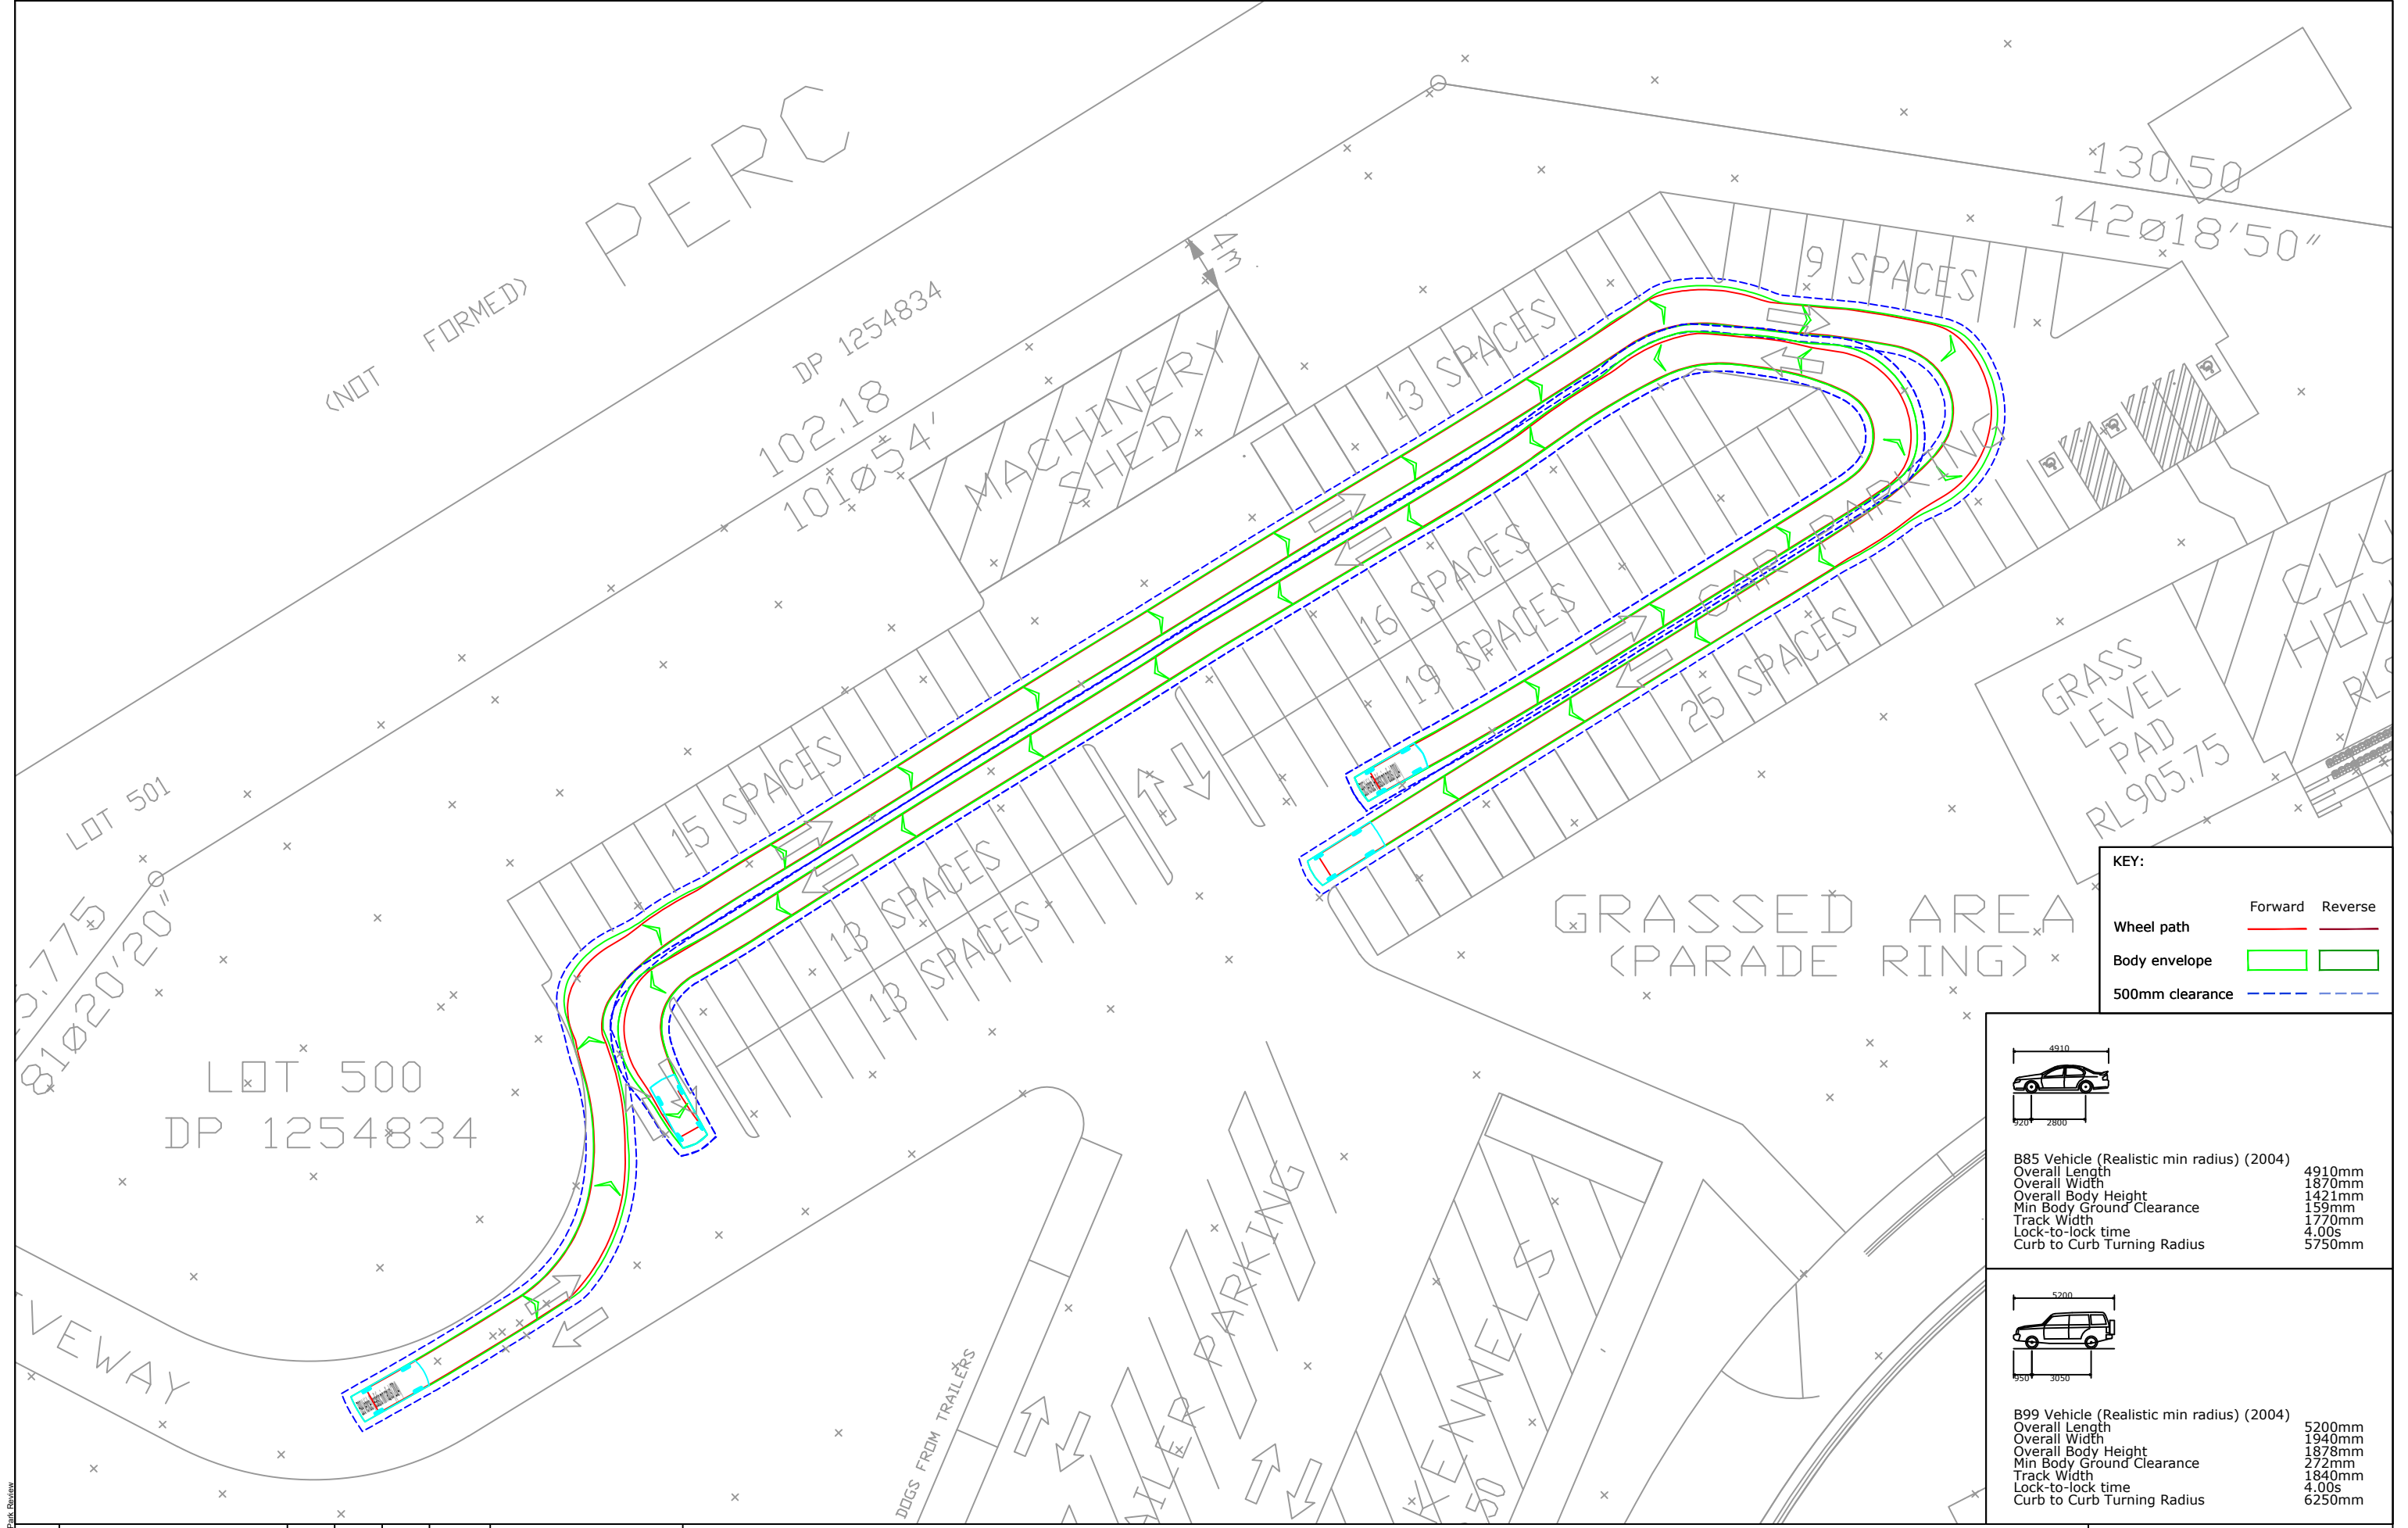 PERC
(NOT FORMED)
130.50
142ø18'50"
4M
DP 1254834
102.18
101ø54'
MACHINERY
SHED
13 SPACES
9 SPACES
CAR PARKING
16 SPACES
19 SPACES
25 SPACES
LOT 501
15 SPACES
13 SPACES
13 SPACES
GRASS
LEVEL
PAD
RL905.75
81ø20'20"
LOT 500
DP 1254834
GRASSED AREA
(PARADE RING)
DOGS FROM TRAILERS
KENNELS
KEY:
Forward Reverse
Wheel path
Body envelope
500mm clearance
4910
920 2800
B85 Vehicle (Realistic min radius) (2004)
Overall Length 4910mm
Overall Width 1870mm
Overall Body Height 1421mm
Min Body Ground Clearance 159mm
Track Width 1770mm
Lock-to-lock time 4.00s
Curb to Curb Turning Radius 5750mm
5200
950 3050
B99 Vehicle (Realistic min radius) (2004)
Overall Length 5200mm
Overall Width 1940mm
Overall Body Height 1878mm
Min Body Ground Clearance 272mm
Track Width 1840mm
Lock-to-lock time 4.00s
Curb to Curb Turning Radius 6250mm
Park Review